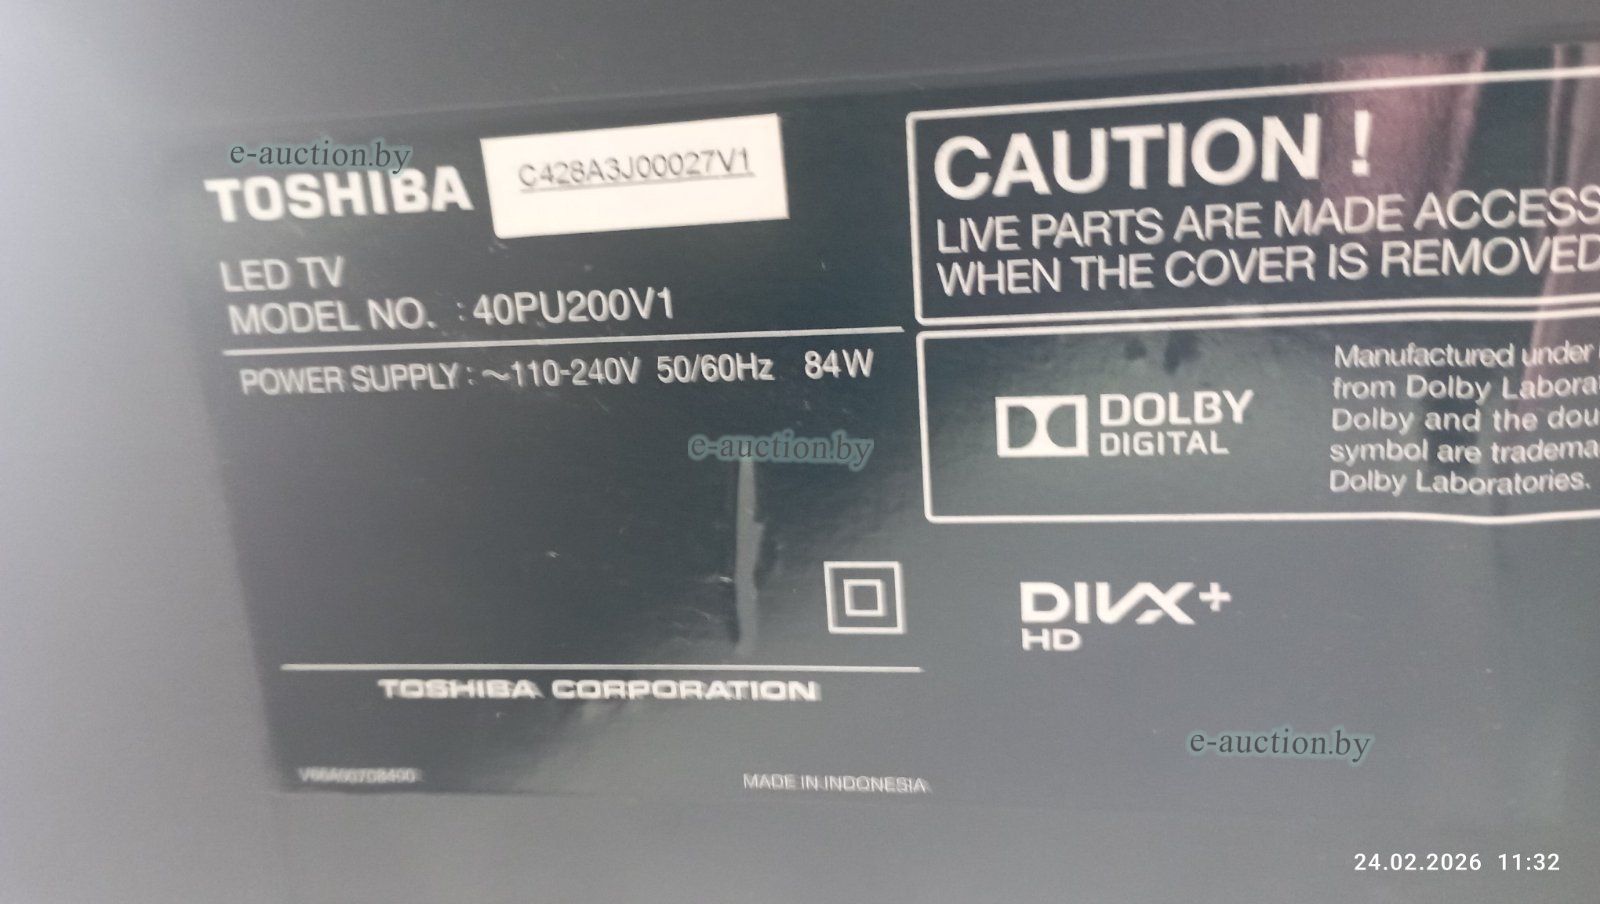 e-auction.by
TOSHIBA
C428A3J00027V1
LED TV
MODEL NO. : 40PU200V1
POWER SUPPLY : ~110-240V 50/60Hz 84W
e-auction.by
TOSHIBA CORPORATION
MADE IN INDONESIA
CAUTION !
LIVE PARTS ARE MADE ACCESS
WHEN THE COVER IS REMOVED
DOLBY
DIGITAL
Manufactured under
from Dolby Labora
Dolby and the dou
symbol are tradema
Dolby Laboratories.
DIVX+
HD
e-auction.by
24.02.2026 11:32